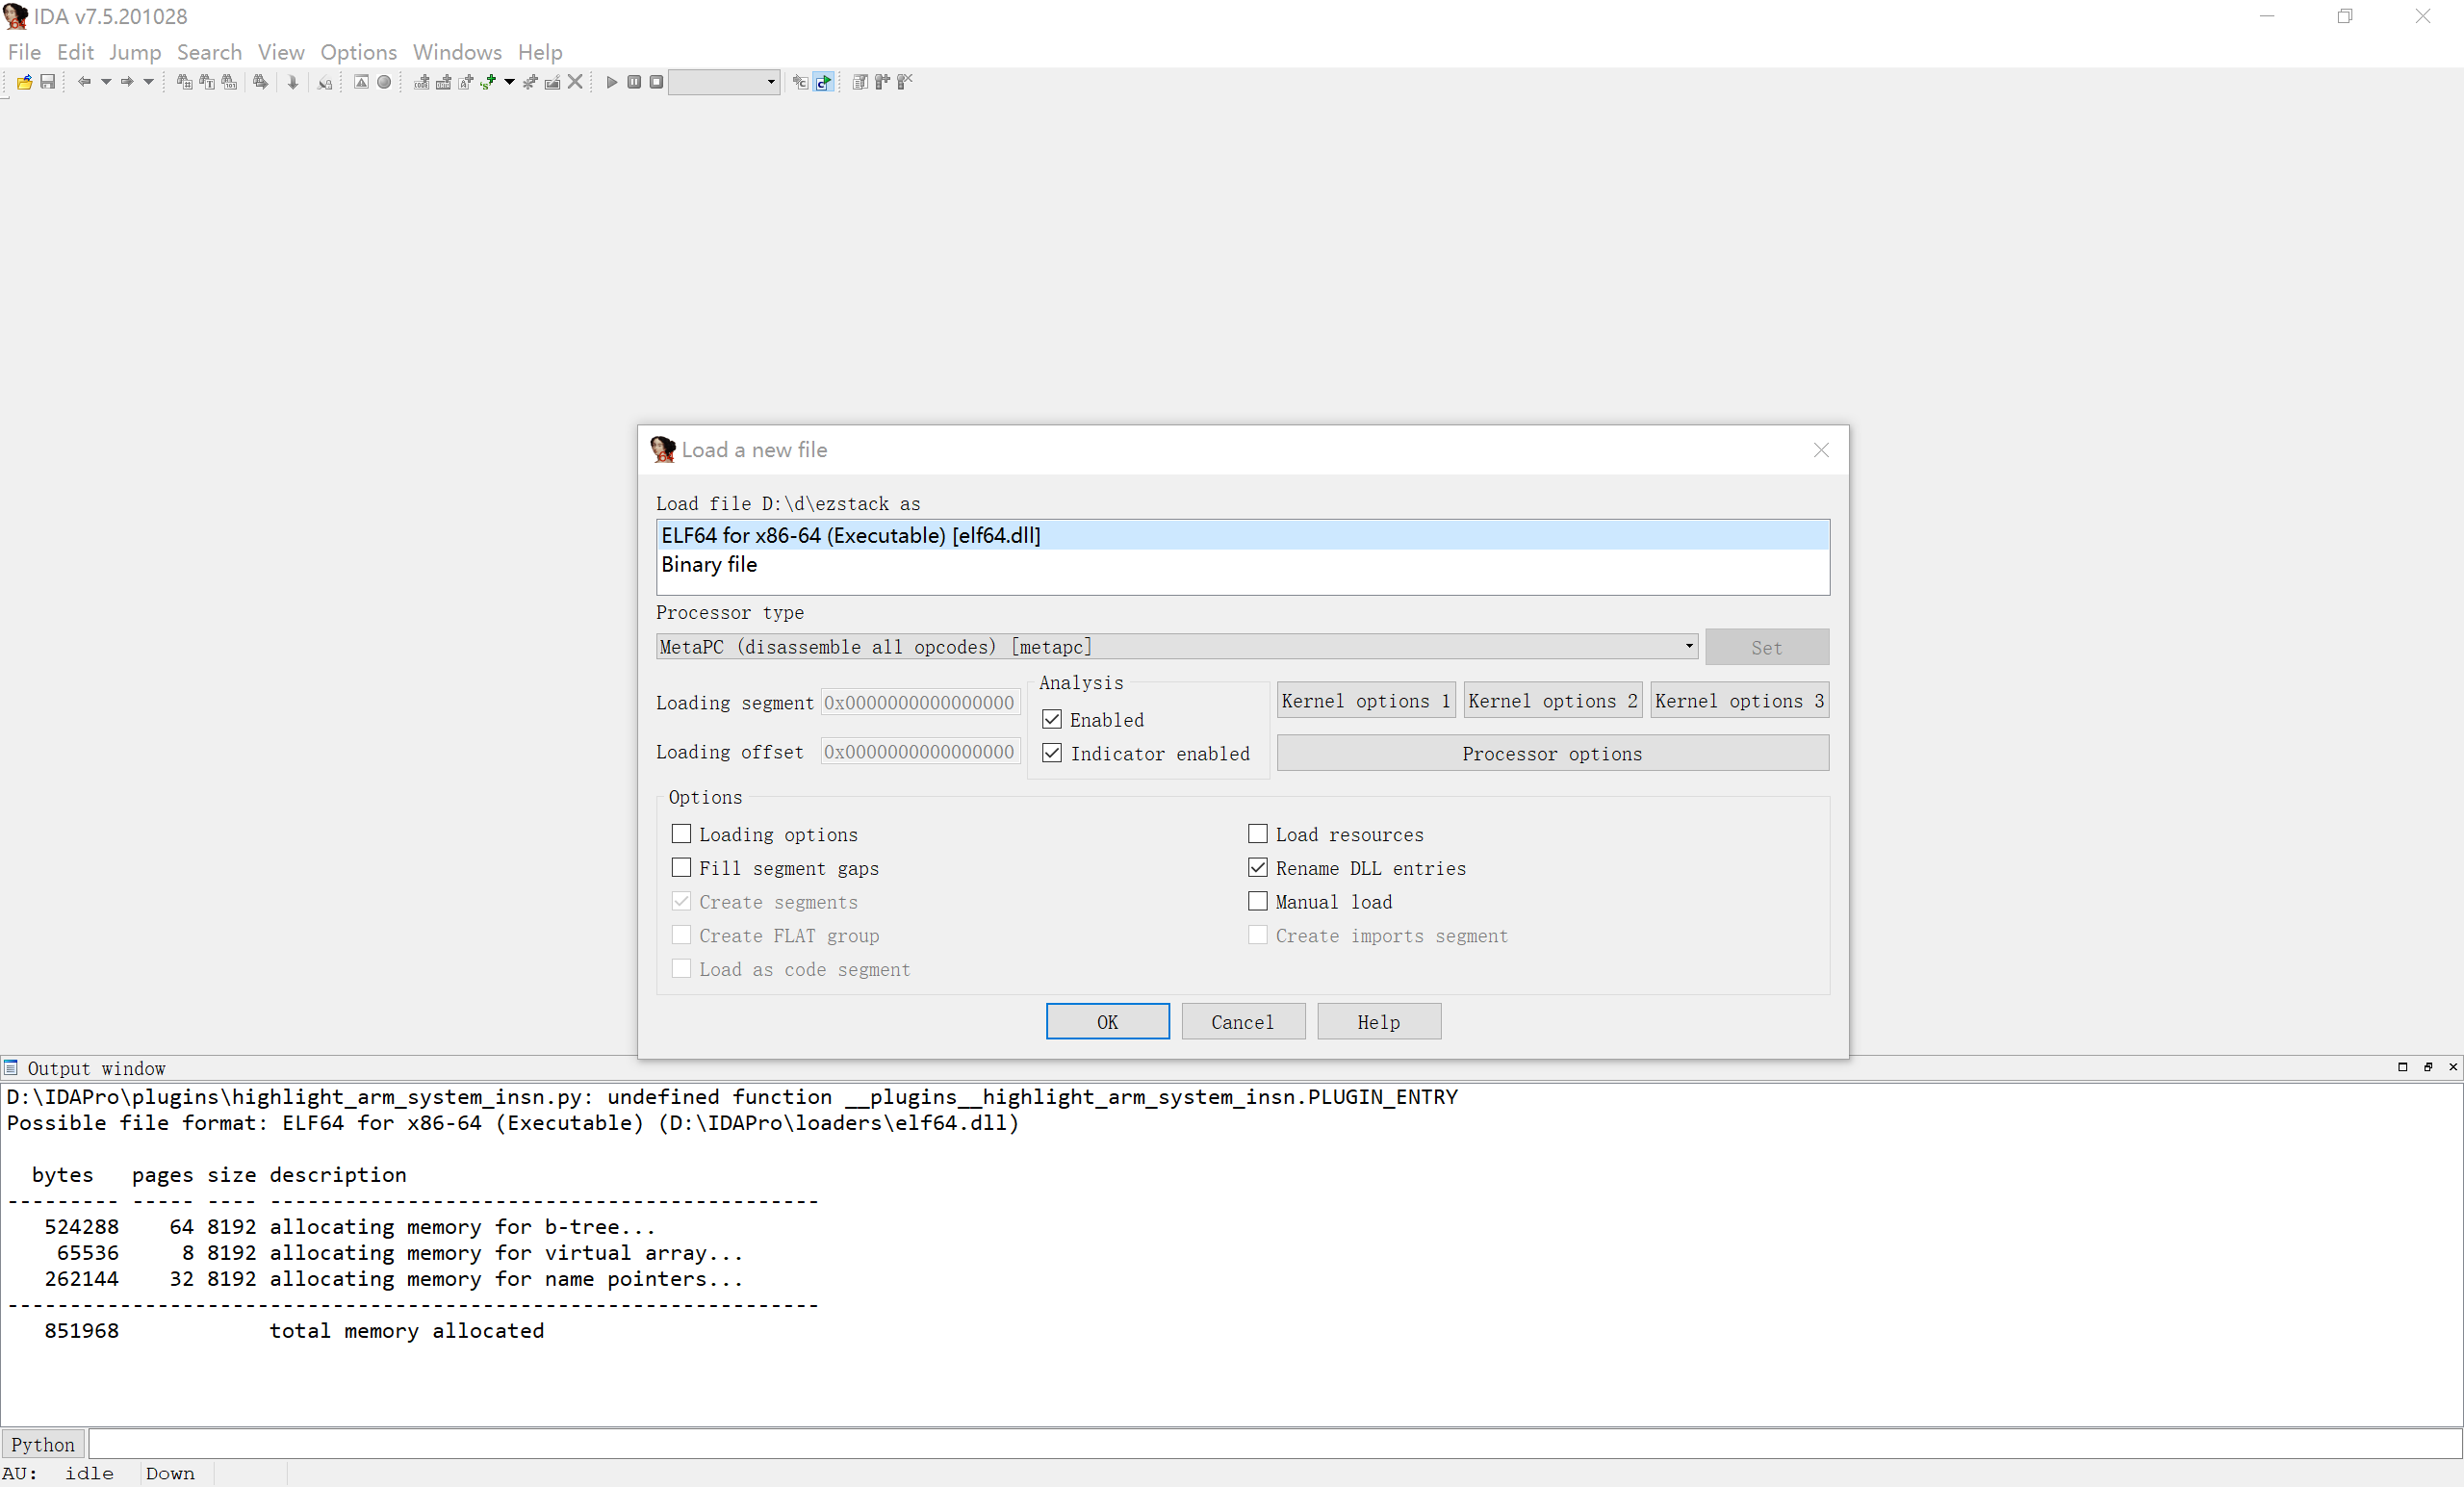 IDA v7.5.201028
File Edit Jump Search View Options Windows Help
Load a new file
Load file D:\d\ezstack as
ELF64 for x86-64 (Executable) [elf64.dll]
Binary file
Processor type
MetaPC (disassemble all opcodes) [metapc]
Set
Loading segment 0x0000000000000000
Loading offset 0x0000000000000000
Analysis
Enabled
Indicator enabled
Kernel options 1 Kernel options 2 Kernel options 3
Processor options
Options
Loading options
Fill segment gaps
Create segments
Create FLAT group
Load as code segment
Load resources
Rename DLL entries
Manual load
Create imports segment
OK Cancel Help
Output window
D:\IDAPro\plugins\highlight_arm_system_insn.py: undefined function __plugins__highlight_arm_system_insn.PLUGIN_ENTRY
Possible file format: ELF64 for x86-64 (Executable) (D:\IDAPro\loaders\elf64.dll)
bytes pages size description
--------- ----- ---- --------------------------------------------
524288 64 8192 allocating memory for b-tree...
65536 8 8192 allocating memory for virtual array...
262144 32 8192 allocating memory for name pointers...
-----------------------------------------------------------------
851968 total memory allocated
Python
AU: idle Down